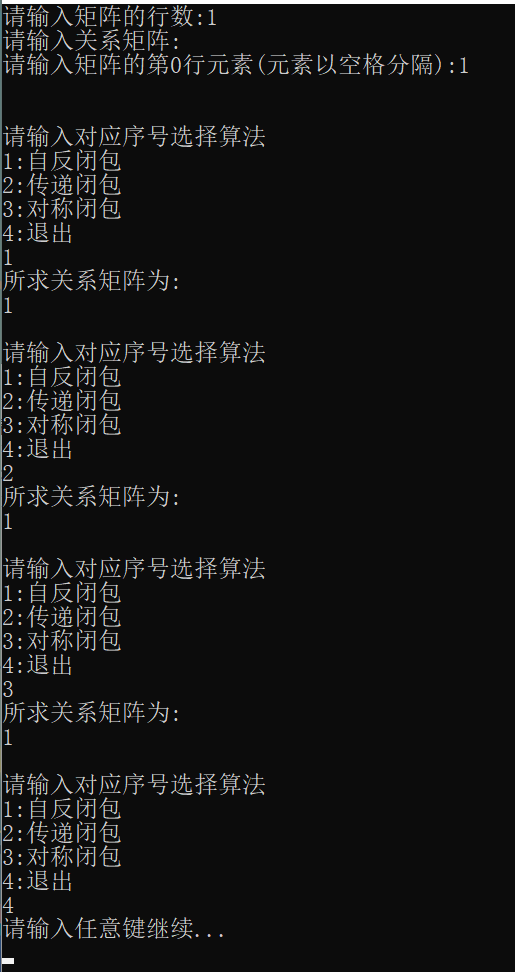 请输入矩阵的行数:1
请输入关系矩阵:
请输入矩阵的第0行元素(元素以空格分隔):1
请输入对应序号选择算法
1:自反闭包
2:传递闭包
3:对称闭包
4:退出
1
所求关系矩阵为:
1
请输入对应序号选择算法
1:自反闭包
2:传递闭包
3:对称闭包
4:退出
2
所求关系矩阵为:
1
请输入对应序号选择算法
1:自反闭包
2:传递闭包
3:对称闭包
4:退出
3
所求关系矩阵为:
1
请输入对应序号选择算法
1:自反闭包
2:传递闭包
3:对称闭包
4:退出
4
请输入任意键继续...